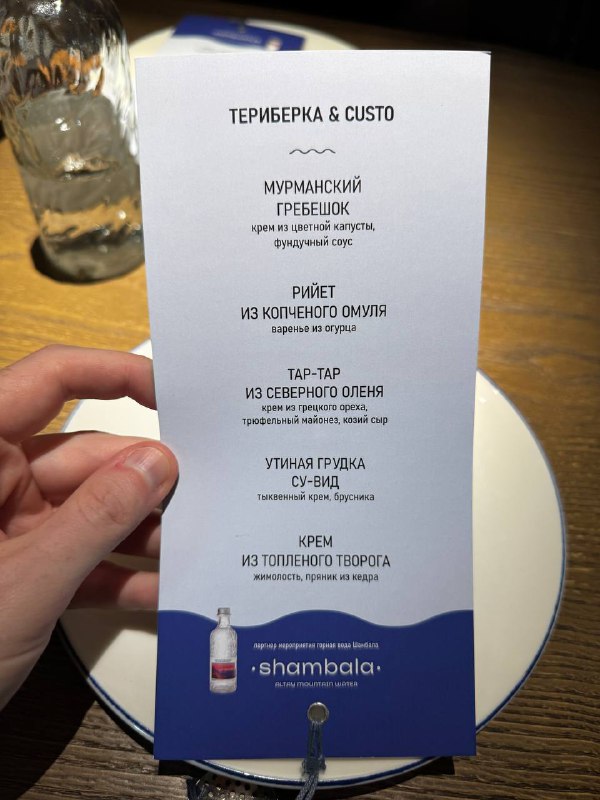 ТЕРИБЕРКА & CUSTO
МУРМАНСКИЙ
ГРЕБЕШОК
крем из цветной капусты,
фундучный соус
РИЙЕТ
ИЗ КОПЧЕНОГО ОМУЛЯ
варенье из огурца
ТАР-ТАР
ИЗ СЕВЕРНОГО ОЛЕНЯ
крем из грецкого ореха,
трюфельный майонез, козий сыр
УТИНАЯ ГРУДКА
СУ-ВИД
тыквенный крем, брусника
КРЕМ
ИЗ ТОПЛЕНОГО ТВОРОГА
жимолость, пряник из кедра
партнер мероприятия горная вода Шамбала
·shambala·
ALTAY MOUNTAIN WATER